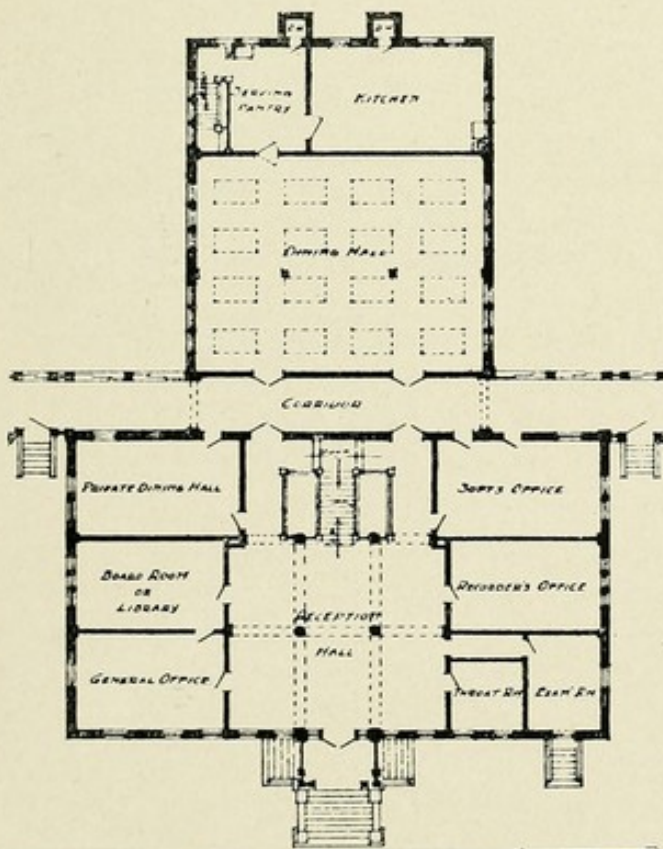 SERVING
PANTRY
KITCHEN
DINING HALL
CORRIDOR
PRIVATE DINING HALL
SUPT'S OFFICE
BOARD ROOM
OR
LIBRARY
RECORDER'S OFFICE
RECEPTION
HALL
GENERAL OFFICE
THROAT RM
EXAM' RM